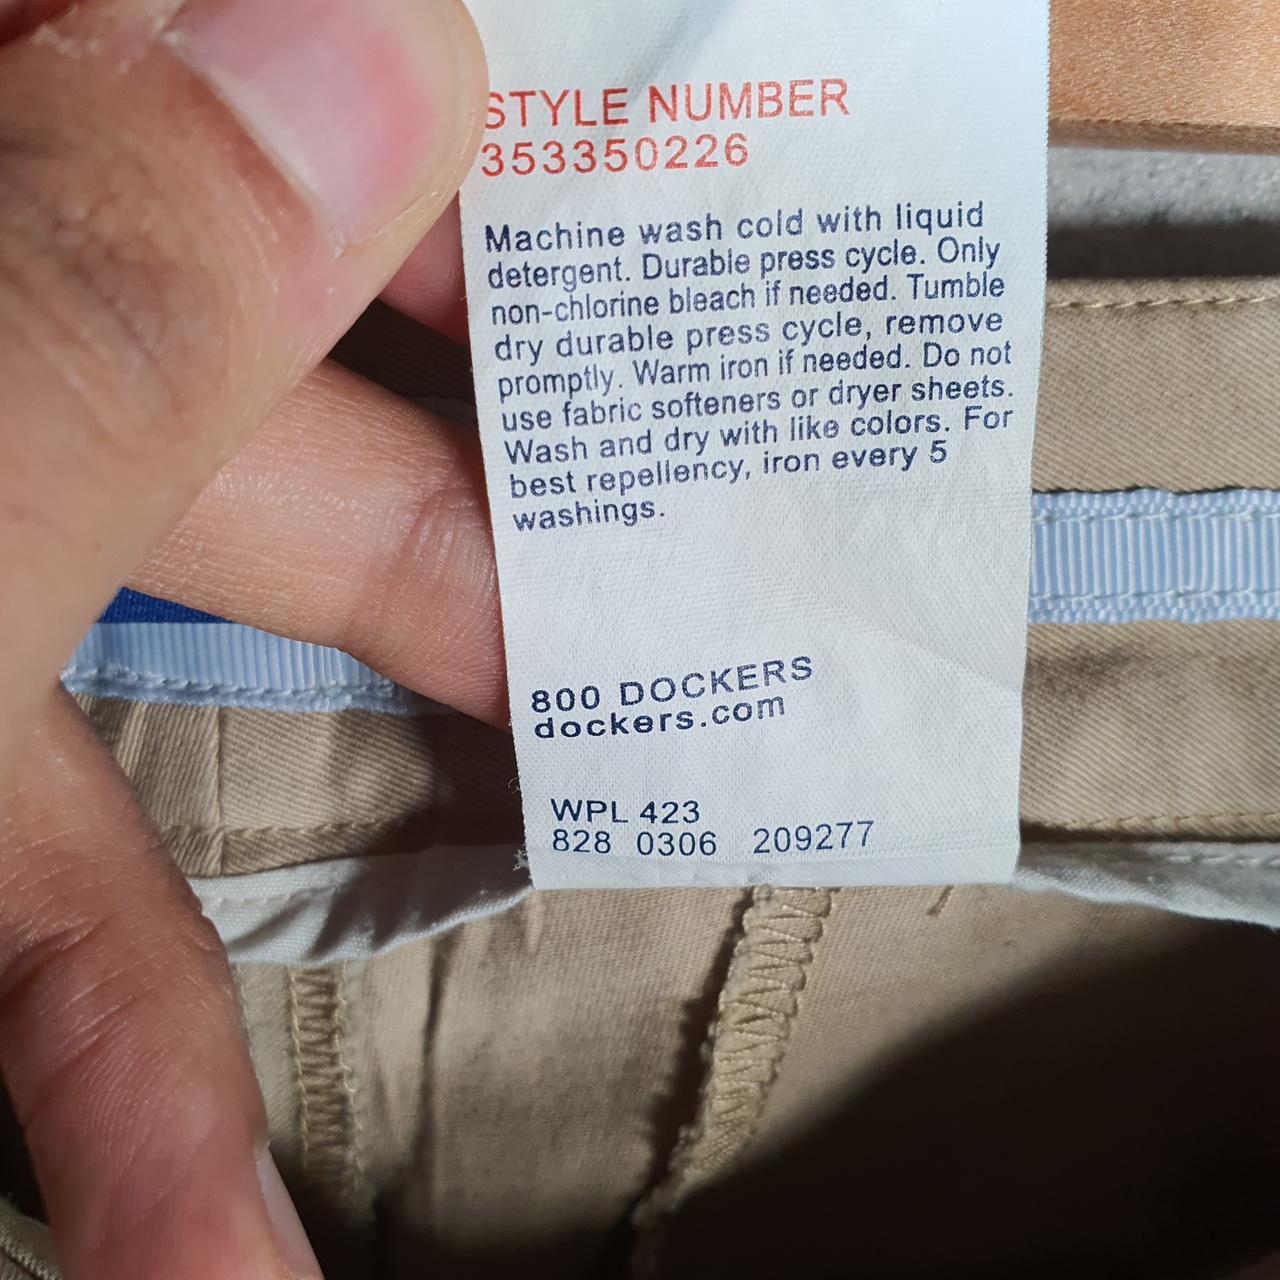 STYLE NUMBER
353350226
Machine wash cold with liquid
detergent. Durable press cycle. Only
non-chlorine bleach if needed. Tumble
dry durable press cycle, remove
promptly. Warm iron if needed. Do not
use fabric softeners or dryer sheets.
Wash and dry with like colors. For
best repellency, iron every 5
washings.
800 DOCKERS
dockers.com
WPL 423
828 0306 209277